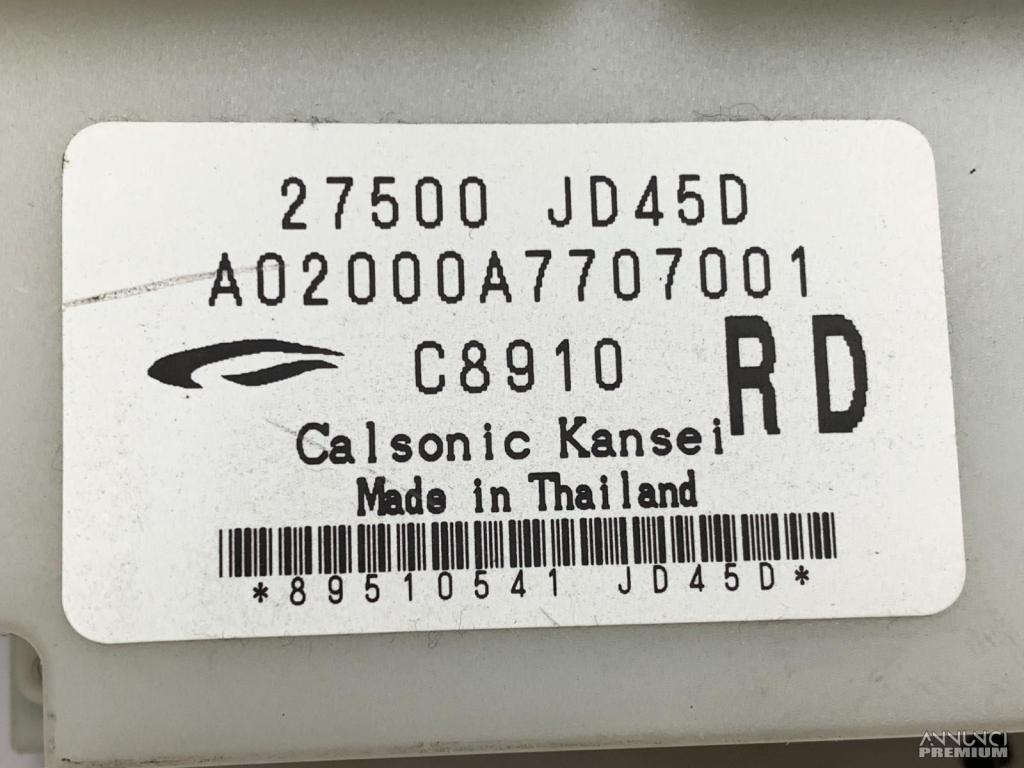 27500 JD45D
A02000A7707001
C8910 RD
Calsonic Kansei
Made in Thailand
*89510541 JD45D*
ANNUNCI
PREMIUM